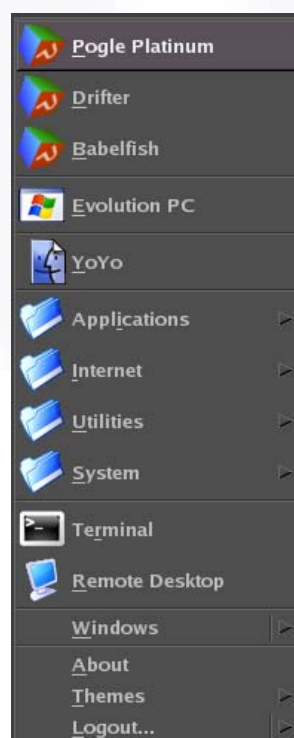 Pogle Platinum
Drifter
Babelfish
Evolution PC
YoYo
Applications
Internet
Utilities
System
Terminal
Remote Desktop
Windows
About
Themes
Logout...